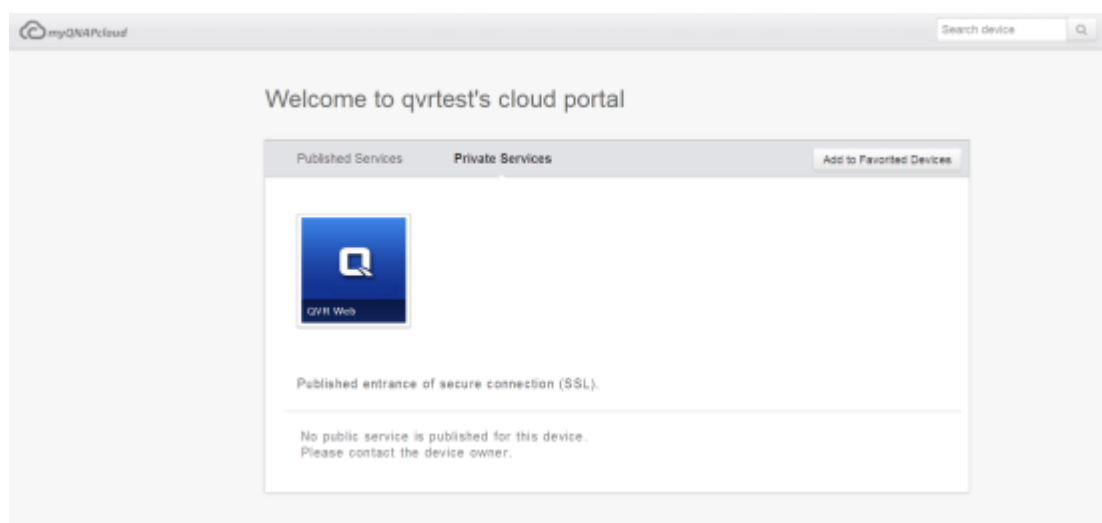 myQNAPcloud
Search device
Welcome to qvrtest's cloud portal
Published Services
Private Services
Add to Favorited Devices
QVR Web
Published entrance of secure connection (SSL).
No public service is published for this device.
Please contact the device owner.